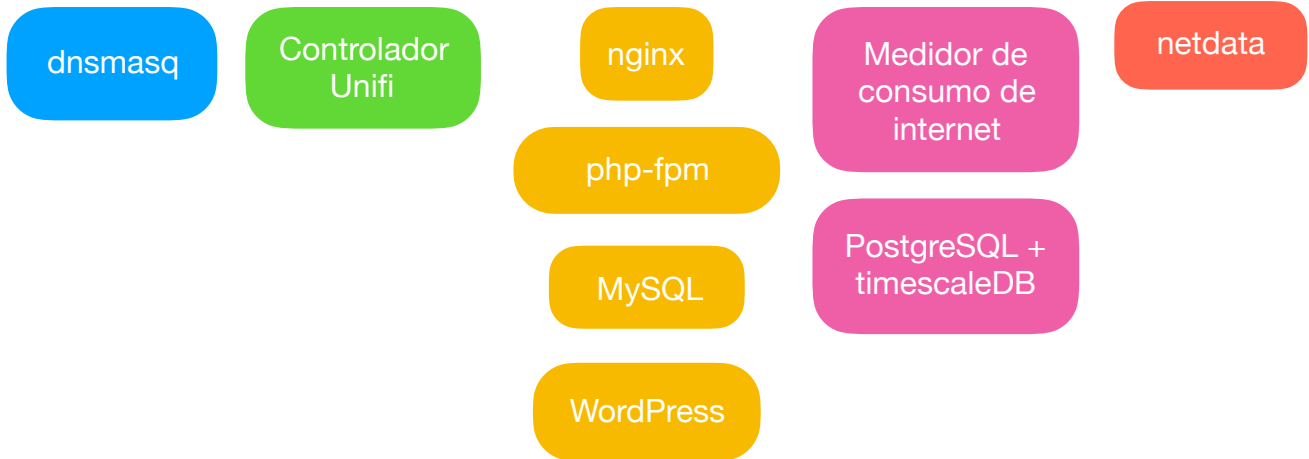 dnsmasq
Controlador
Unifi
nginx
php-fpm
MySQL
WordPress
Medidor de
consumo de
internet
PostgreSQL +
timescaleDB
netdata